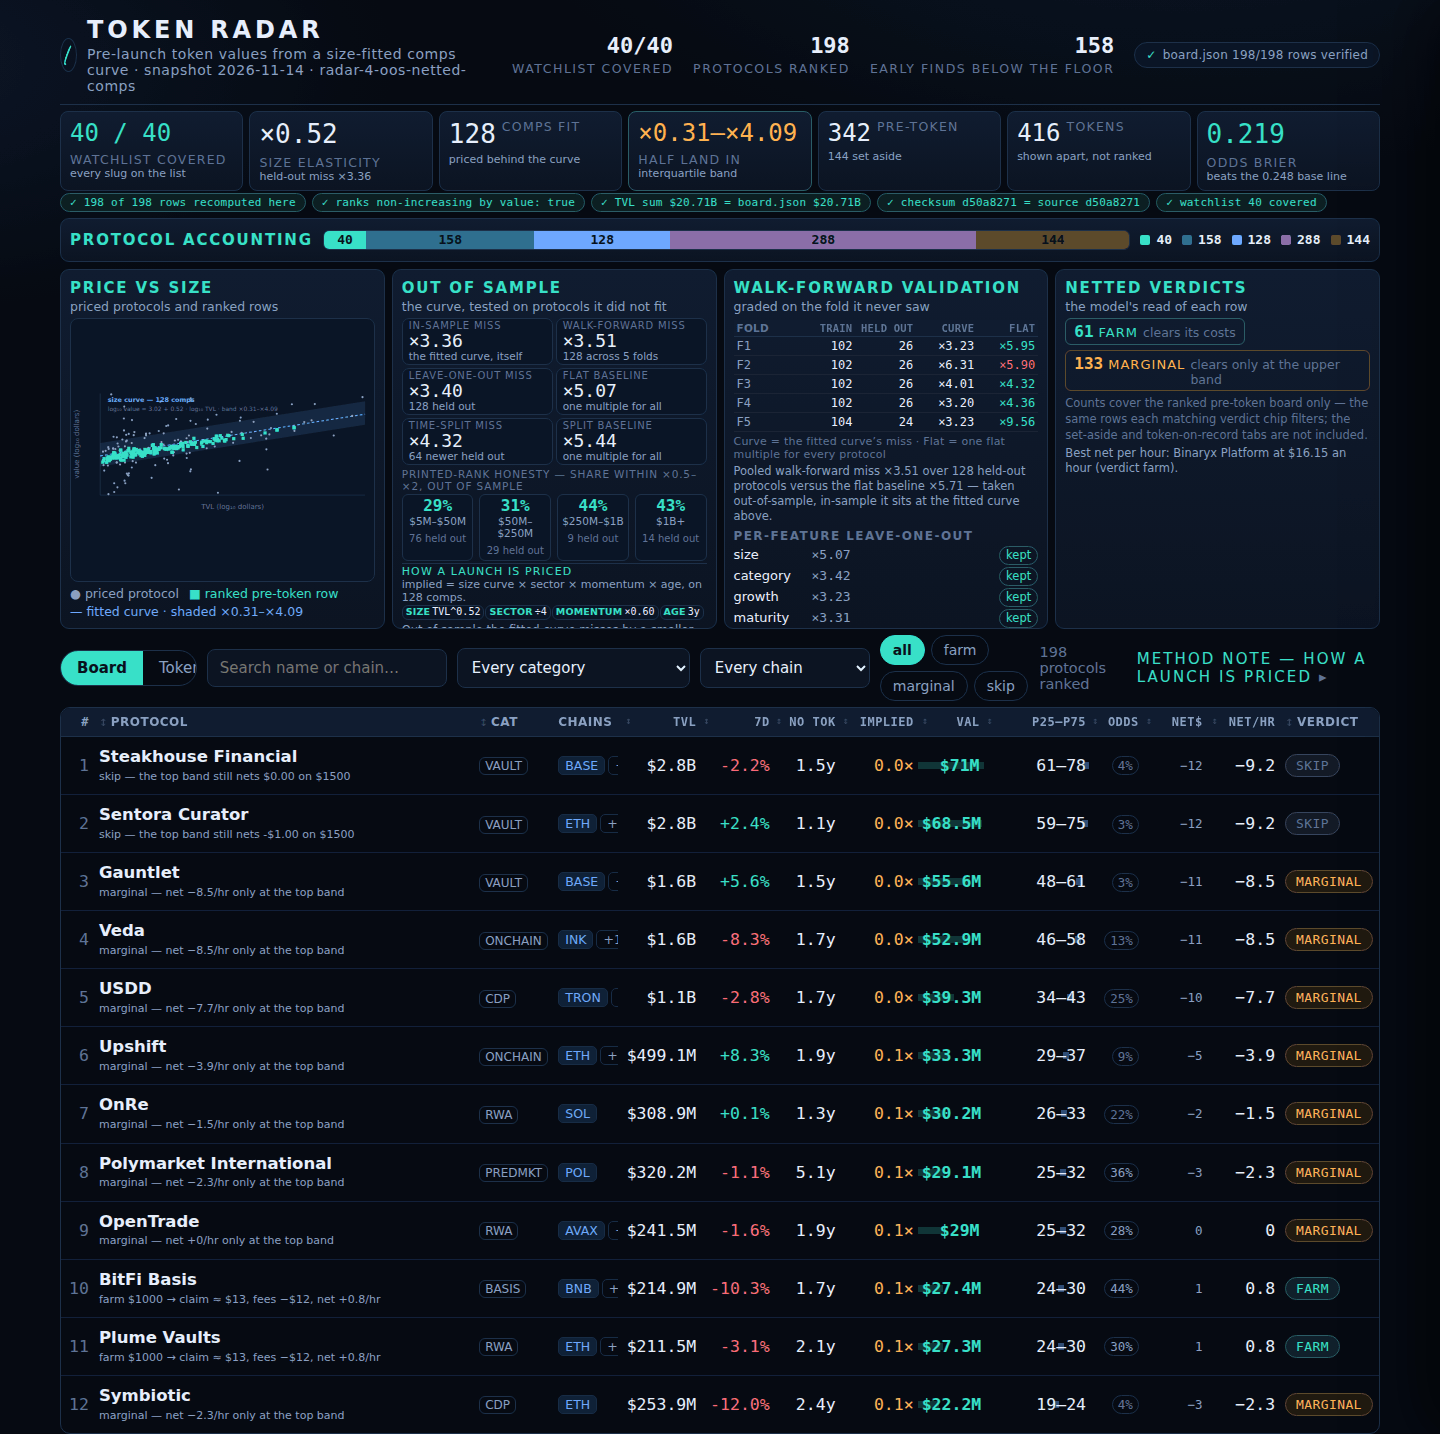 TOKEN RADAR
Pre-launch token values from a size-fitted comps
curve · snapshot 2026-11-14 · radar-4-oos-netted-
comps
40/40
WATCHLIST COVERED
198
PROTOCOLS RANKED
158
EARLY FINDS BELOW THE FLOOR
✓ board.json 198/198 rows verified
40 / 40
WATCHLIST COVERED
every slug on the list
×0.52
SIZE ELASTICITY
held-out miss ×3.36
128 COMPS FIT
priced behind the curve
×0.31–×4.09
HALF LAND IN
interquartile band
342 PRE-TOKEN
144 set aside
416 TOKENS
shown apart, not ranked
0.219
ODDS BRIER
beats the 0.248 base line
✓ 198 of 198 rows recomputed here
✓ ranks non-increasing by value: true
✓ TVL sum $20.71B = board.json $20.71B
✓ checksum d50a8271 = source d50a8271
✓ watchlist 40 covered
PROTOCOL ACCOUNTING
40 158 128 288 144
40 158 128 288 144
PRICE VS SIZE
priced protocols and ranked rows
size curve — 128 comps
log₁₀ value = 3.02 + 0.52 · log₁₀ TVL · band ×0.31–×4.09
value (log₁₀ dollars)
TVL (log₁₀ dollars)
● priced protocol ■ ranked pre-token row
— fitted curve · shaded ×0.31–×4.09
OUT OF SAMPLE
the curve, tested on protocols it did not fit
IN-SAMPLE MISS
×3.36
the fitted curve, itself
WALK-FORWARD MISS
×3.51
128 across 5 folds
LEAVE-ONE-OUT MISS
×3.40
128 held out
FLAT BASELINE
×5.07
one multiple for all
TIME-SPLIT MISS
×4.32
64 newer held out
SPLIT BASELINE
×5.44
one multiple for all
PRINTED-RANK HONESTY — SHARE WITHIN ×0.5–
×2, OUT OF SAMPLE
29%
$5M–$50M
76 held out
31%
$50M–
$250M
29 held out
44%
$250M–$1B
9 held out
43%
$1B+
14 held out
HOW A LAUNCH IS PRICED
implied = size curve × sector × momentum × age, on
128 comps.
SIZE TVL^0.52 SECTOR ÷4 MOMENTUM ×0.60 AGE 3y
WALK-FORWARD VALIDATION
graded on the fold it never saw
FOLD TRAIN HELD OUT CURVE FLAT
F1 102 26 ×3.23 ×5.95
F2 102 26 ×6.31 ×5.90
F3 102 26 ×4.01 ×4.32
F4 102 26 ×3.20 ×4.36
F5 104 24 ×3.23 ×9.56
Curve = the fitted curve's miss · Flat = one flat
multiple for every protocol
Pooled walk-forward miss ×3.51 over 128 held-out
protocols versus the flat baseline ×5.71 — taken
out-of-sample, in-sample it sits at the fitted curve
above.
PER-FEATURE LEAVE-ONE-OUT
size ×5.07 kept
category ×3.42 kept
growth ×3.23 kept
maturity ×3.31 kept
NETTED VERDICTS
the model's read of each row
61 FARM clears its costs
133 MARGINAL clears only at the upper
band
Counts cover the ranked pre-token board only — the
same rows each matching verdict chip filters; the
set-aside and token-on-record tabs are not included.
Best net per hour: Binaryx Platform at $16.15 an
hour (verdict farm).
Board Token
Search name or chain…
Every category
Every chain
all farm
marginal skip
198
protocols
ranked
METHOD NOTE — HOW A
LAUNCH IS PRICED ▸
# ↕ PROTOCOL ↕ CAT CHAINS ↕ TVL ↕ 7D ↕ NO TOK ↕ IMPLIED ↕ VAL ↕ P25–P75 ↕ ODDS ↕ NET$ ↕ NET/HR ↕ VERDICT
1 Steakhouse Financial VAULT BASE $2.8B -2.2% 1.5y 0.0× $71M 61–78 4% −12 −9.2 SKIP
skip — the top band still nets $0.00 on $1500
2 Sentora Curator VAULT ETH + $2.8B +2.4% 1.1y 0.0× $68.5M 59–75 3% −12 −9.2 SKIP
skip — the top band still nets -$1.00 on $1500
3 Gauntlet VAULT BASE $1.6B +5.6% 1.5y 0.0× $55.6M 48–61 3% −11 −8.5 MARGINAL
marginal — net −8.5/hr only at the top band
4 Veda ONCHAIN INK +1 $1.6B -8.3% 1.7y 0.0× $52.9M 46–58 13% −11 −8.5 MARGINAL
marginal — net −8.5/hr only at the top band
5 USDD CDP TRON $1.1B -2.8% 1.7y 0.0× $39.3M 34–43 25% −10 −7.7 MARGINAL
marginal — net −7.7/hr only at the top band
6 Upshift ONCHAIN ETH + $499.1M +8.3% 1.9y 0.1× $33.3M 29–37 9% −5 −3.9 MARGINAL
marginal — net −3.9/hr only at the top band
7 OnRe RWA SOL $308.9M +0.1% 1.3y 0.1× $30.2M 26–33 22% −2 −1.5 MARGINAL
marginal — net −1.5/hr only at the top band
8 Polymarket International PREDMKT POL $320.2M -1.1% 5.1y 0.1× $29.1M 25–32 36% −3 −2.3 MARGINAL
marginal — net −2.3/hr only at the top band
9 OpenTrade RWA AVAX $241.5M -1.6% 1.9y 0.1× $29M 25–32 28% 0 0 MARGINAL
marginal — net +0/hr only at the top band
10 BitFi Basis BASIS BNB + $214.9M -10.3% 1.7y 0.1× $27.4M 24–30 44% 1 0.8 FARM
farm $1000 → claim ≈ $13, fees −$12, net +0.8/hr
11 Plume Vaults RWA ETH + $211.5M -3.1% 2.1y 0.1× $27.3M 24–30 30% 1 0.8 FARM
farm $1000 → claim ≈ $13, fees −$12, net +0.8/hr
12 Symbiotic CDP ETH $253.9M -12.0% 2.4y 0.1× $22.2M 19–24 4% −3 −2.3 MARGINAL
marginal — net −2.3/hr only at the top band